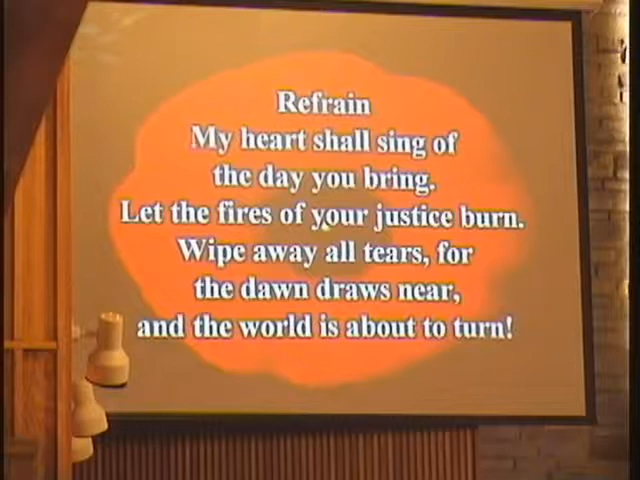 Refrain
My heart shall sing of
the day you bring.
Let the fires of your justice burn.
Wipe away all tears, for
the dawn draws near,
and the world is about to turn!